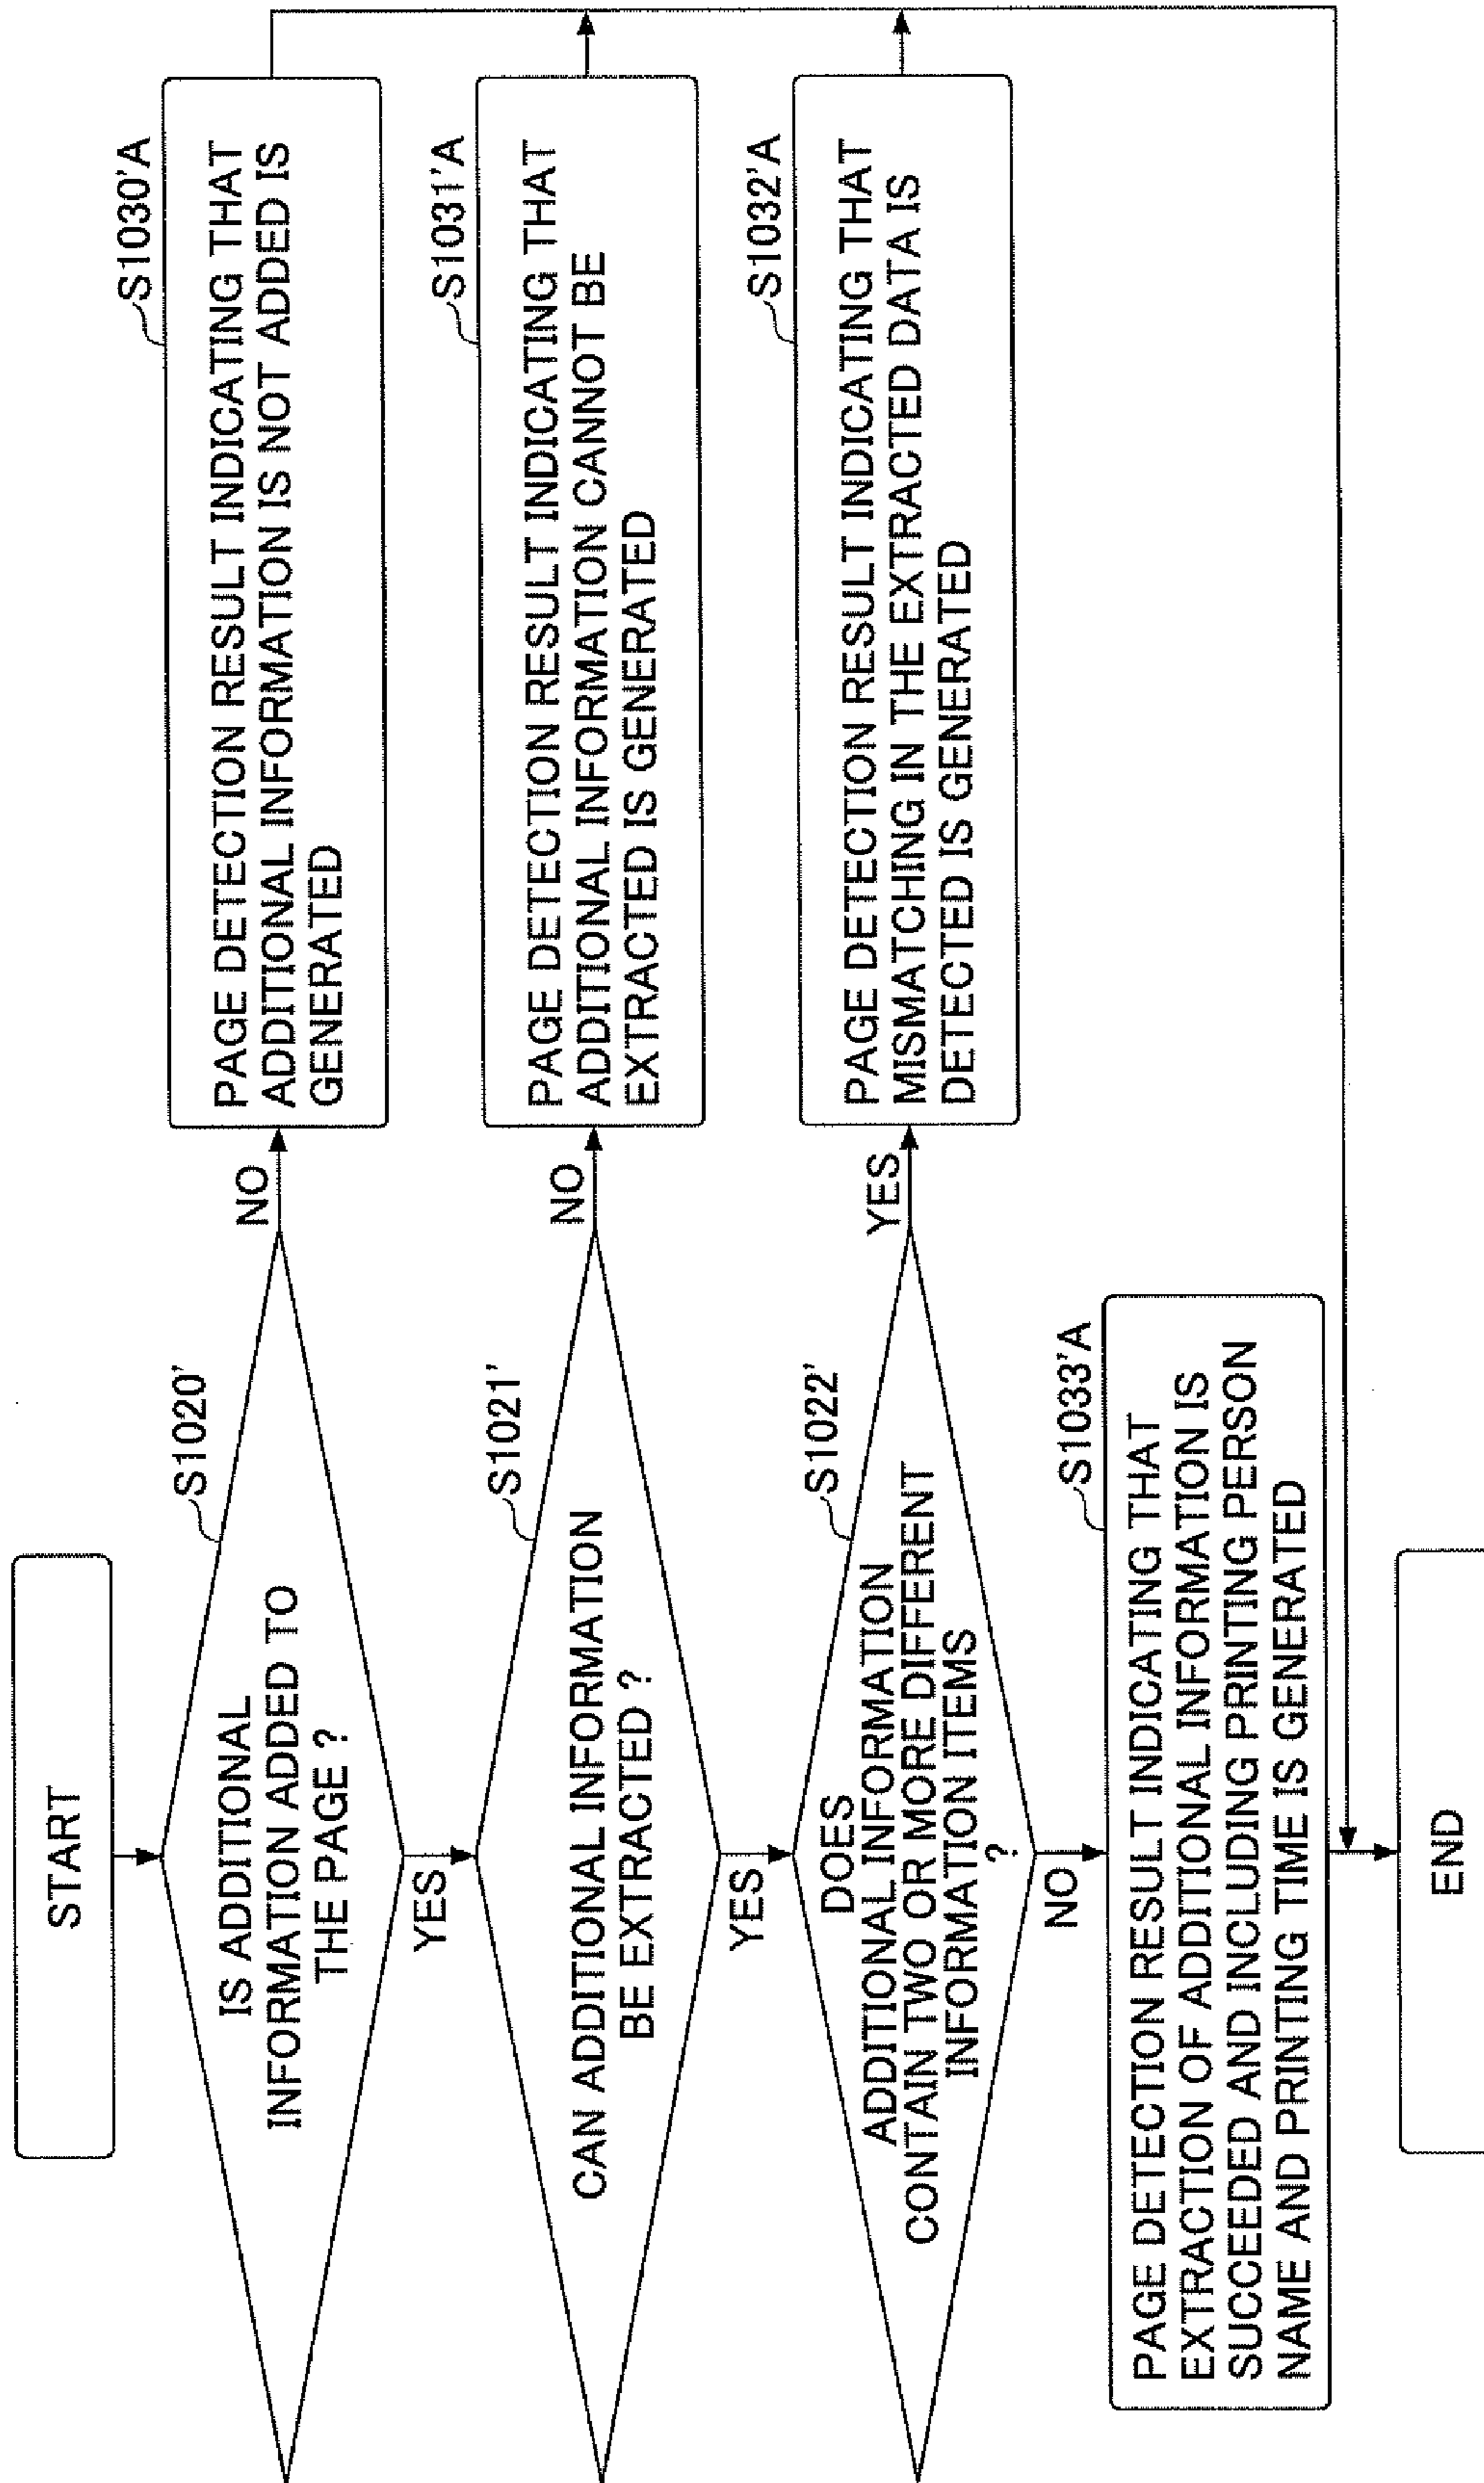 START
S1020'
IS ADDITIONAL
INFORMATION ADDED TO
THE PAGE ?
NO
S1030'A
PAGE DETECTION RESULT INDICATING THAT
ADDITIONAL INFORMATION IS NOT ADDED IS
GENERATED
YES
S1021'
CAN ADDITIONAL INFORMATION
BE EXTRACTED ?
NO
S1031'A
PAGE DETECTION RESULT INDICATING THAT
ADDITIONAL INFORMATION CANNOT BE
EXTRACTED IS GENERATED
YES
S1022'
DOES
ADDITIONAL INFORMATION
CONTAIN TWO OR MORE DIFFERENT
INFORMATION ITEMS
?
YES
S1032'A
PAGE DETECTION RESULT INDICATING THAT
MISMATCHING IN THE EXTRACTED DATA IS
DETECTED IS GENERATED
NO
S1033'A
PAGE DETECTION RESULT INDICATING THAT
EXTRACTION OF ADDITIONAL INFORMATION IS
SUCCEEDED AND INCLUDING PRINTING PERSON
NAME AND PRINTING TIME IS GENERATED
END